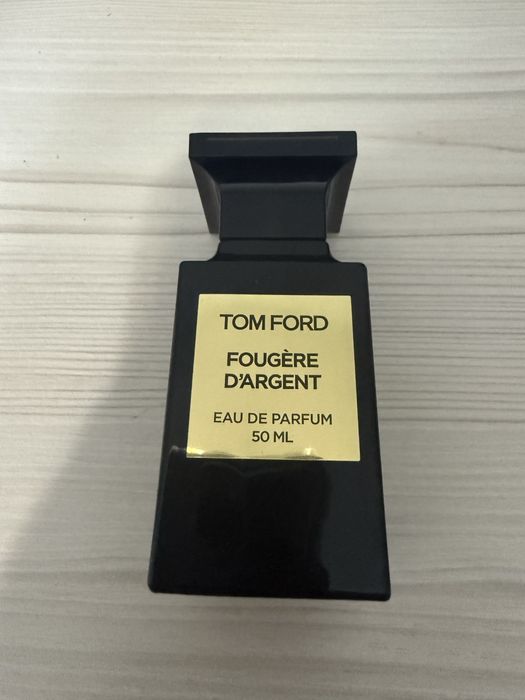 TOM FORD
FOUGÈRE
D'ARGENT
EAU DE PARFUM
50 ML